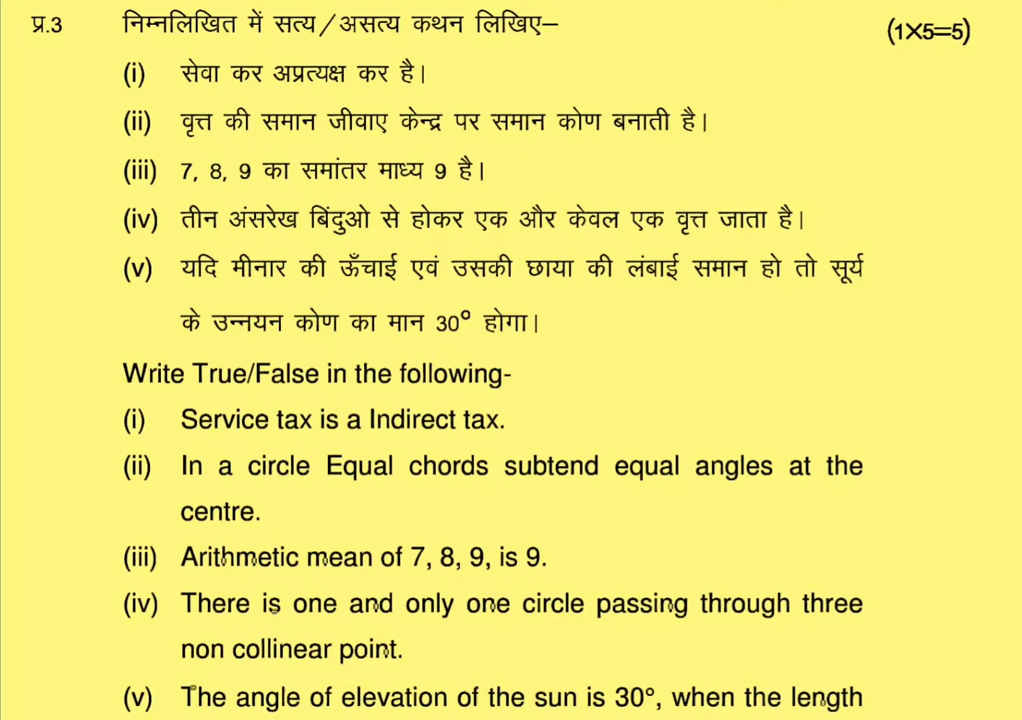 प्र.3 निम्नलिखित में सत्य/असत्य कथन लिखिए– (1×5=5)
(i) सेवा कर अप्रत्यक्ष कर है।
(ii) वृत्त की समान जीवाए केन्द्र पर समान कोण बनाती है।
(iii) 7, 8, 9 का समांतर माध्य 9 है।
(iv) तीन अंसरेख बिंदुओ से होकर एक और केवल एक वृत्त जाता है।
(v) यदि मीनार की ऊँचाई एवं उसकी छाया की लंबाई समान हो तो सूर्य
के उन्नयन कोण का मान 30° होगा।
Write True/False in the following-
(i) Service tax is a Indirect tax.
(ii) In a circle Equal chords subtend equal angles at the
centre.
(iii) Arithmetic mean of 7, 8, 9, is 9.
(iv) There is one and only one circle passing through three
non collinear point.
(v) The angle of elevation of the sun is 30°, when the length